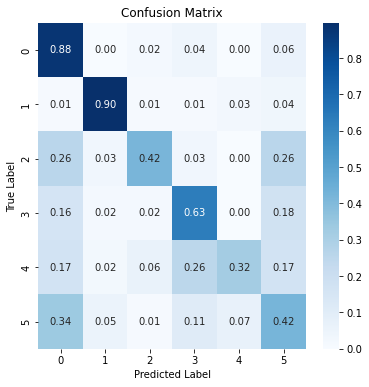 Confusion Matrix
True Label
0 0.88 0.00 0.02 0.04 0.00 0.06
1 0.01 0.90 0.01 0.01 0.03 0.04
2 0.26 0.03 0.42 0.03 0.00 0.26
3 0.16 0.02 0.02 0.63 0.00 0.18
4 0.17 0.02 0.06 0.26 0.32 0.17
5 0.34 0.05 0.01 0.11 0.07 0.42
0 1 2 3 4 5
Predicted Label
0.8
0.7
0.6
0.5
0.4
0.3
0.2
0.1
0.0